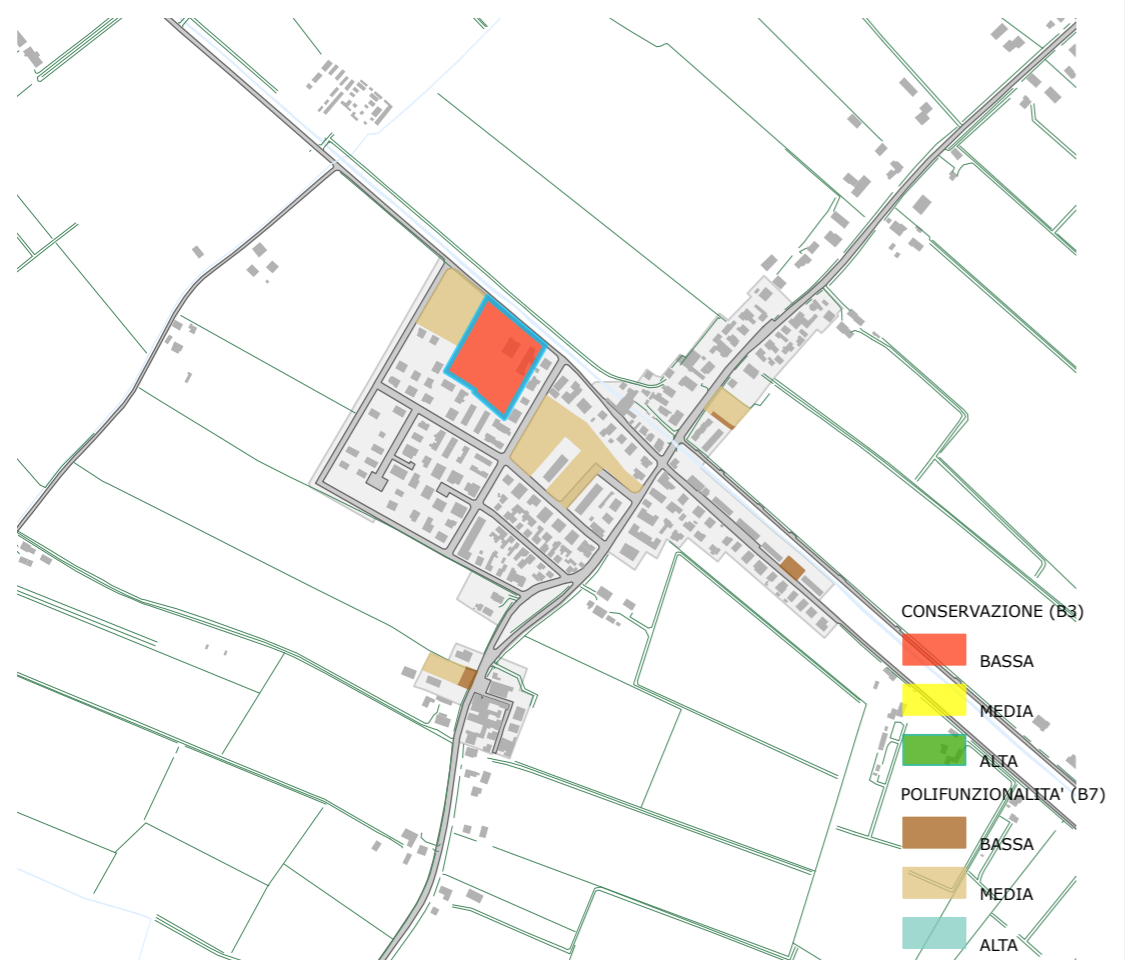 CONSERVAZIONE (B3)
BASSA
MEDIA
ALTA
POLIFUNZIONALITA' (B7)
BASSA
MEDIA
ALTA